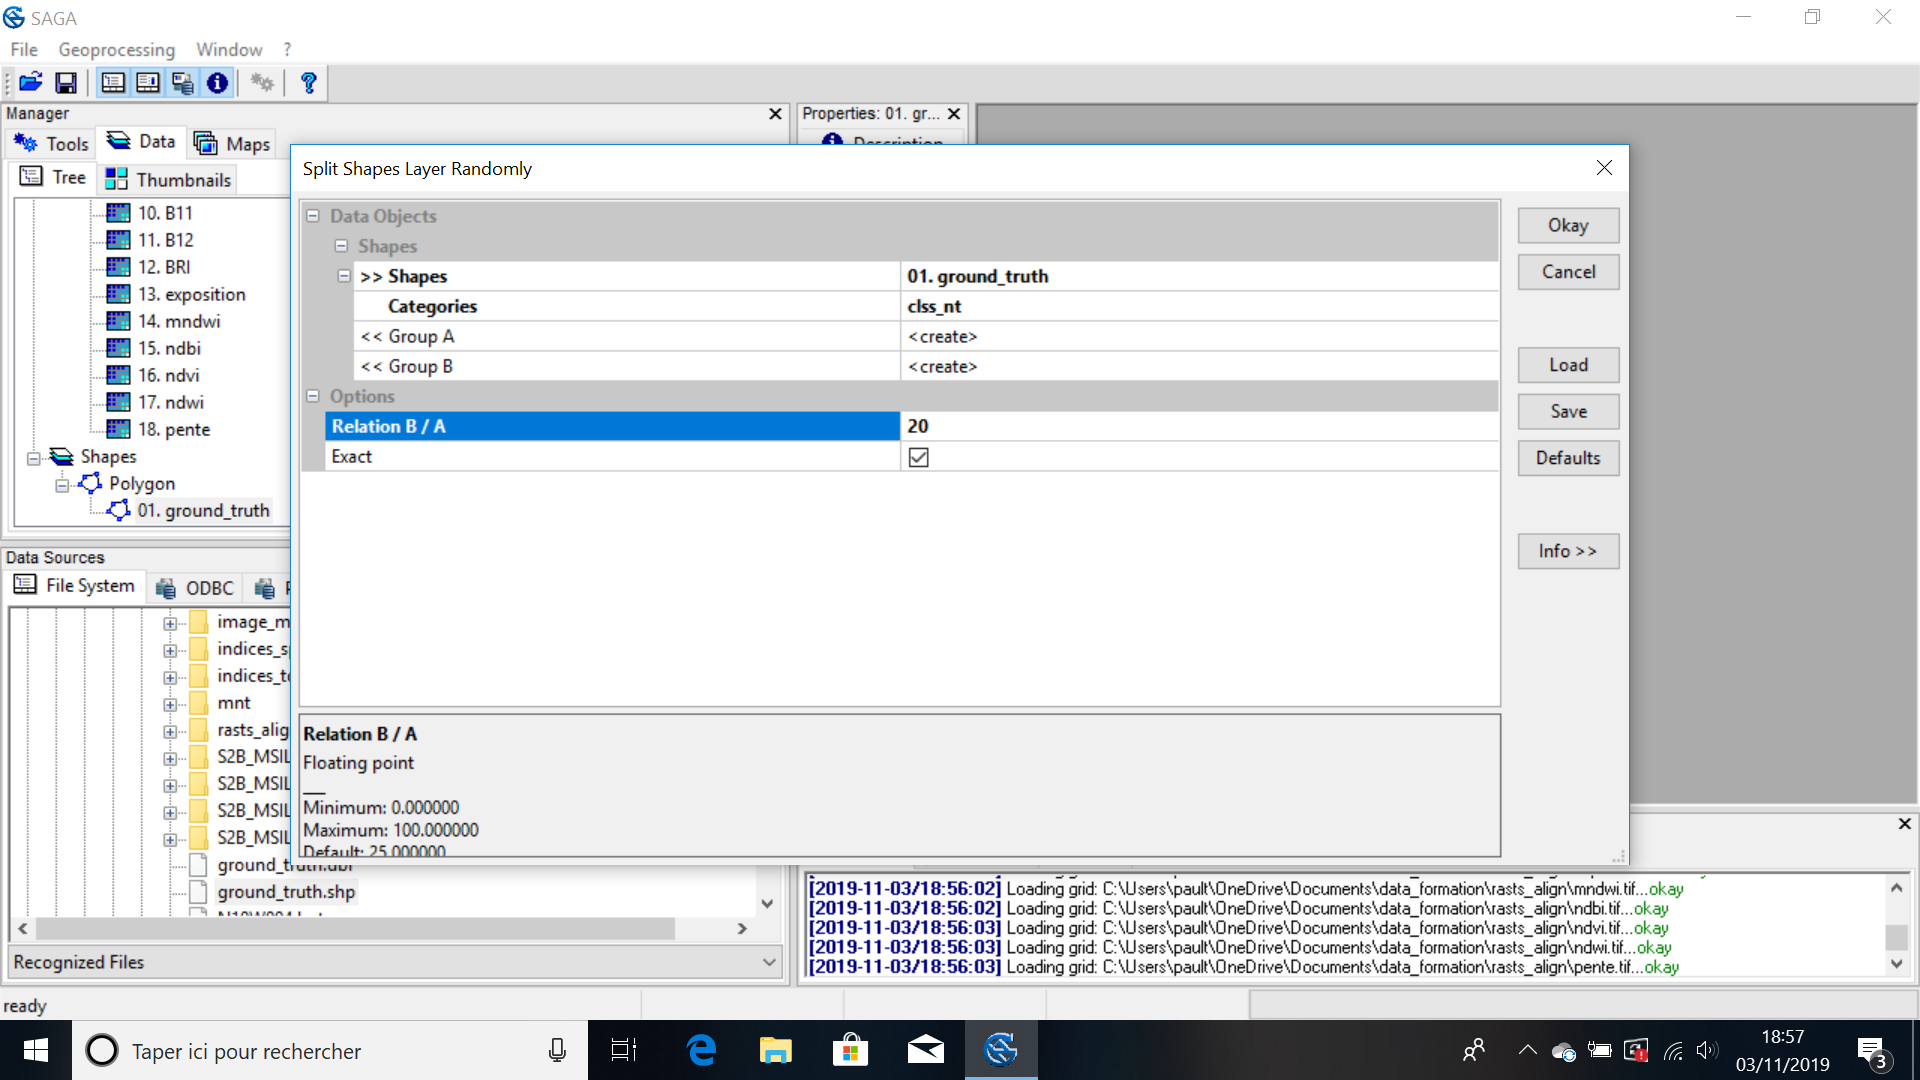 SAGA
File Geoprocessing Window ?
Manager
Tools Data Maps
Tree Thumbnails
10. B11
11. B12
12. BRI
13. exposition
14. mndwi
15. ndbi
16. ndvi
17. ndwi
18. pente
Shapes
Polygon
01. ground_truth
Properties: 01. gr...
Description
Split Shapes Layer Randomly
Data Objects
Shapes
>> Shapes 01. ground_truth
Categories clss_nt
<< Group A <create>
<< Group B <create>
Options
Relation B / A 20
Exact
Okay
Cancel
Load
Save
Defaults
Info >>
Relation B / A
Floating point
___
Minimum: 0.000000
Maximum: 100.000000
Default: 25.000000
Data Sources
File System ODBC
image_m
indices_s
indices_t
mnt
rasts_alig
S2B_MSIL
S2B_MSIL
S2B_MSIL
S2B_MSIL
ground_truth.dbf
ground_truth.shp
Recognized Files
[2019-11-03/18:56:02] Loading grid: C:\Users\pault\OneDrive\Documents\data_formation\rasts_align\mndwi.tif...okay
[2019-11-03/18:56:02] Loading grid: C:\Users\pault\OneDrive\Documents\data_formation\rasts_align\ndbi.tif...okay
[2019-11-03/18:56:03] Loading grid: C:\Users\pault\OneDrive\Documents\data_formation\rasts_align\ndvi.tif...okay
[2019-11-03/18:56:03] Loading grid: C:\Users\pault\OneDrive\Documents\data_formation\rasts_align\ndwi.tif...okay
[2019-11-03/18:56:03] Loading grid: C:\Users\pault\OneDrive\Documents\data_formation\rasts_align\pente.tif...okay
ready
Taper ici pour rechercher
18:57
03/11/2019
3